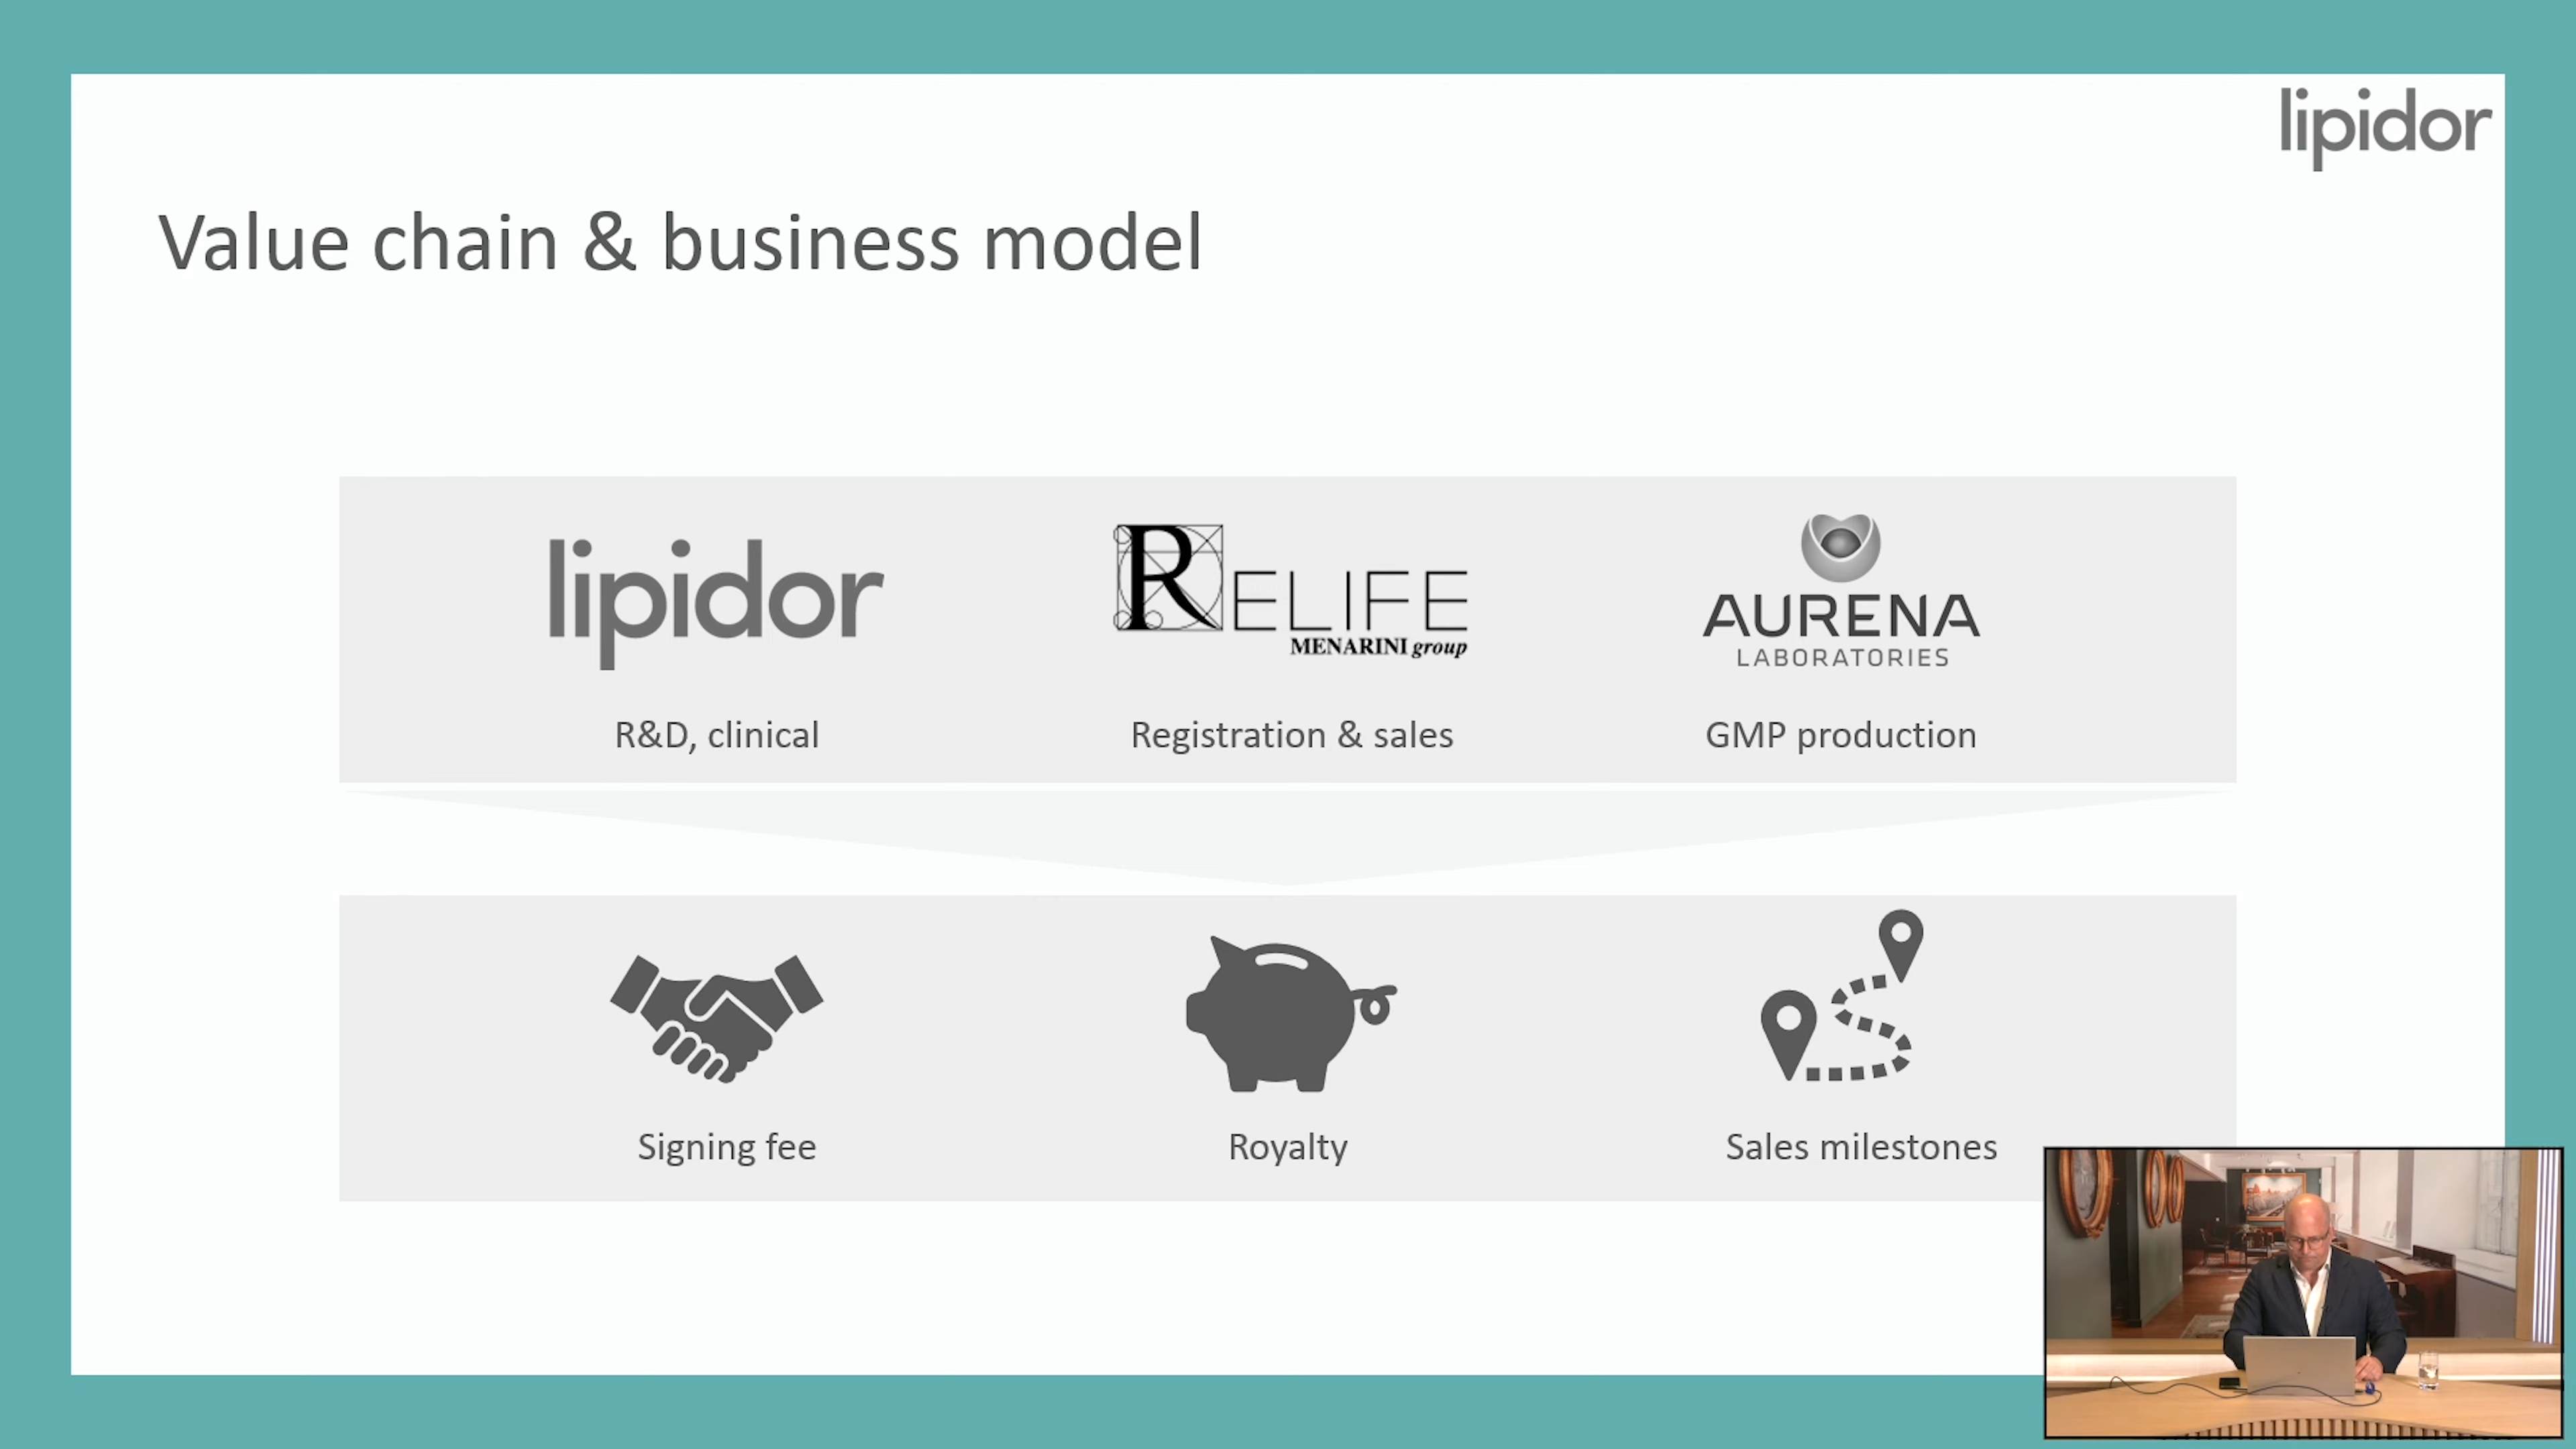 lipidor
Value chain & business model
lipidor
RELIFE
MENARINI group
AURENA
LABORATORIES
R&D, clinical
Registration & sales
GMP production
Signing fee
Royalty
Sales milestones